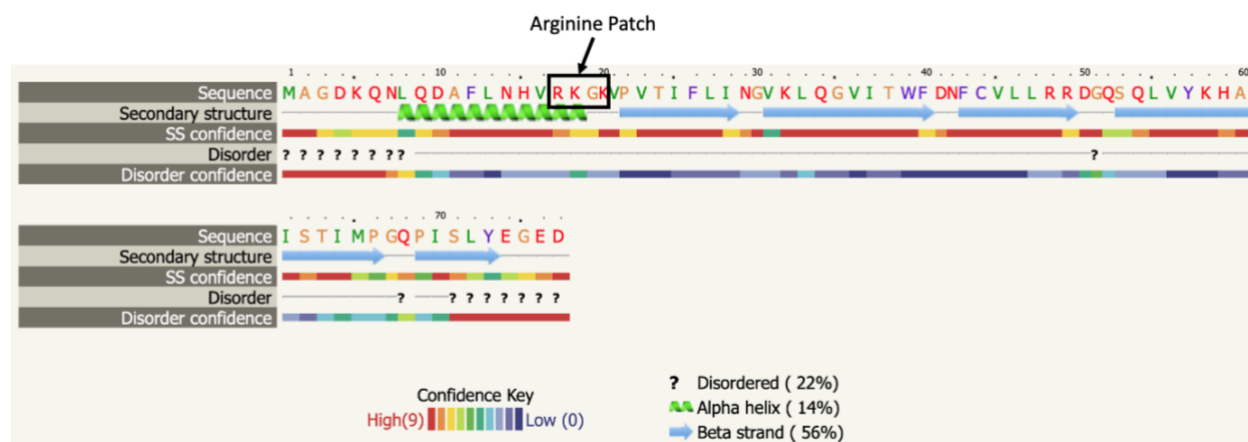 Arginine Patch
1 10 20 30 40 50 60
Sequence M A G D K Q N L Q D A F L N H V R K G K V P V T I F L I N G V K L Q G V I T W F D N F C V L L R R D G Q S Q L V Y K H A
Secondary structure
SS confidence
Disorder ? ? ? ? ? ? ? ? ?
Disorder confidence
70
Sequence I S T I M P G Q P I S L Y E G E D
Secondary structure
SS confidence
Disorder ? ? ? ? ? ? ? ?
Disorder confidence
Confidence Key
High(9) Low (0)
? Disordered ( 22%)
Alpha helix ( 14%)
Beta strand ( 56%)